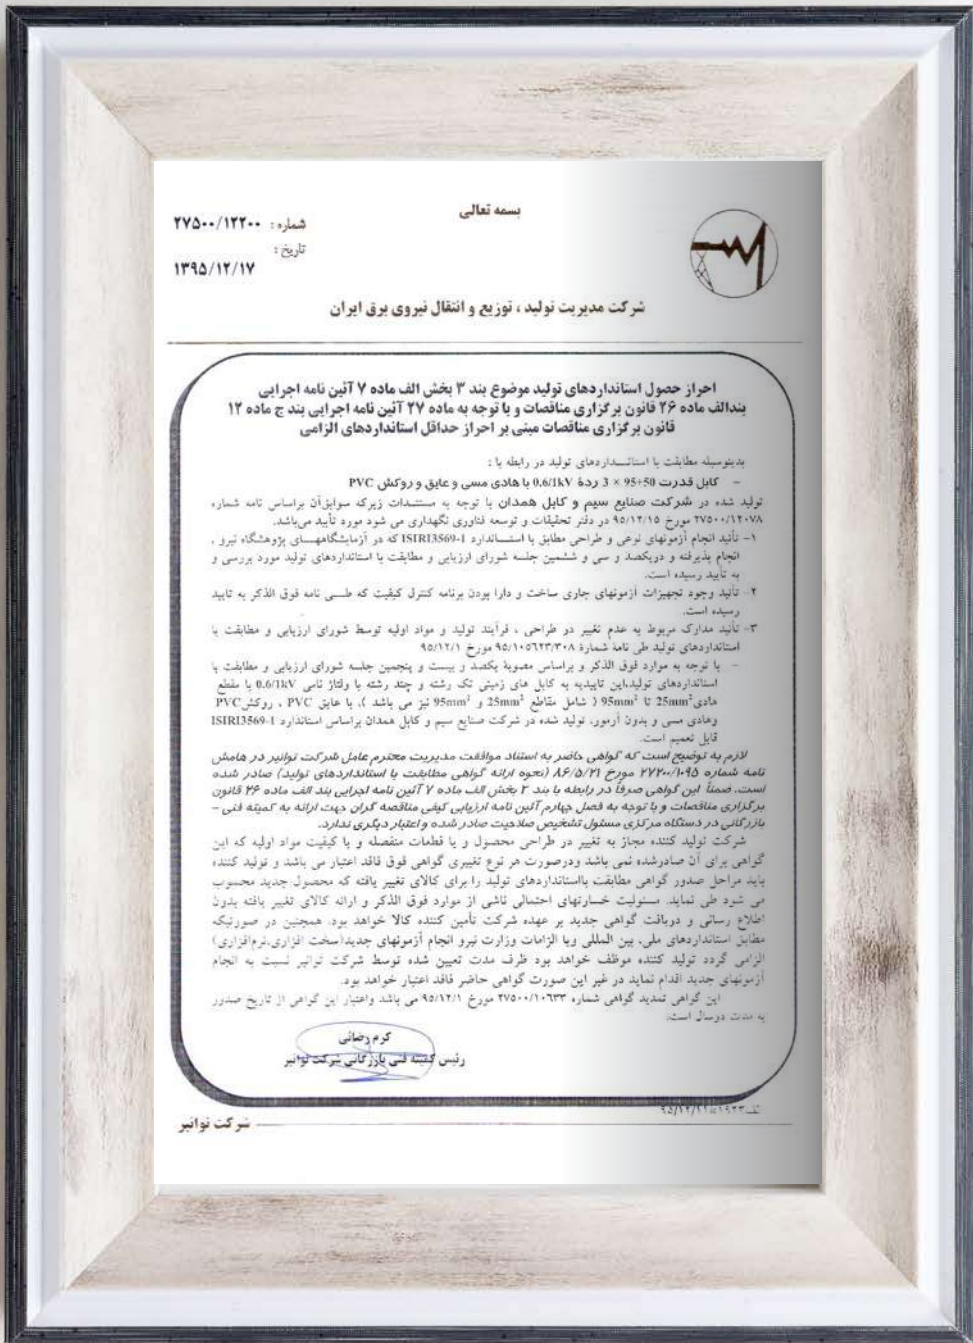 بسمه تعالی
شماره : ۲۷۵۰۰/۱۲۲۰۰
تاریخ :
۱۳۹۵/۱۲/۱۷
شرکت مدیریت تولید ، توزیع و انتقال نیروی برق ایران
احراز حصول استانداردهای تولید موضوع بند ۳ بخش الف ماده ۷ آئین نامه اجرایی
بندالف ماده ۲۶ قانون برگزاری مناقصات و با توجه به ماده ۲۷ آئین نامه اجرایی بند ج ماده ۱۲
قانون برگزاری مناقصات مبنی بر احراز حداقل استانداردهای الزامی
بدینوسیله مطابقت با استانداردهای تولید در رابطه با :
– کابل قدرت 50+95 × 3 ردهٔ 0.6/1kV با هادی مسی و عایق و روکش PVC
تولید شده در شرکت صنایع سیم و کابل همدان با توجه به مستندات زیرکه سوابق‌آن براساس نامه شماره
۲۷۵۰۰/۱۲۰۷۸ مورخ ۹۵/۱۲/۱۵ در دفتر تحقیقات و توسعه فناوری نگهداری می شود مورد تأیید می‌باشد.
۱– تأئید انجام آزمونهای نوعی و طراحی مطابق با استاندارد ISIRI3569-1 که در آزمایشگاههای پژوهشگاه نیرو ،
انجام پذیرفته و دریکصد و سی و ششمین جلسه شورای ارزیابی و مطابقت با استانداردهای تولید مورد بررسی و
به تأیید رسیده است.
۲– تائید وجود تجهیزات آزمونهای جاری ساخت و دارا بودن برنامه کنترل کیفیت که طی نامه فوق الذکر به تایید
رسیده است.
۳– تأئید مدارک مربوط به عدم تغییر در طراحی ، فرآیند تولید و مواد اولیه توسط شورای ارزیابی و مطابقت با
استانداردهای تولید طی نامهٔ شمارهٔ ۹۵/۱۰۵۶۲۳/۳۰۸ مورخ ۹۵/۱۲/۱
– با توجه به موارد فوق الذکر و براساس مصوبهٔ یکصد و بیست و پنجمین جلسه شورای ارزیابی و مطابقت با
استانداردهای تولید،این تاییدیه به کابل های زمینی تک رشته و چند رشته با ولتاژ نامی 0.6/1kV با مقطع
هادی 25mm² تا 95mm² ( شامل مقاطع 25mm² و 95mm² نیز می باشد )، با عایق PVC ، روکش PVC
وهادی مسی و بدون آرمور، تولید شده در شرکت صنایع سیم و کابل همدان براساس استاندارد ISIRI3569-1
قابل تعمیم است.
لازم به توضیح است که گواهی حاضر به استناد موافقت مدیریت محترم عامل شرکت توانیر در هامش
نامه شماره ۲۷۲۰۰/۱۰۹۵ مورخ ۸۶/۵/۲۱ (نحوه ارائه گواهی مطابقت با استانداردهای تولید) صادر شده
است. ضمناً این گواهی صرفاً در رابطه با بند ۳ بخش الف ماده ۷ آئین نامه اجرایی بند الف ماده ۲۶ قانون
برگزاری مناقصات و با توجه به فصل چهارم آئین نامه ارزیابی کیفی مناقصه گران جهت ارائه به کمیته فنی –
بازرگانی در دستگاه مرکزی مسئول تشخیص صلاحیت صادر شده و اعتبار دیگری ندارد.
شرکت تولید کننده مجاز به تغییر در طراحی محصول و یا قطعات منفصله و یا کیفیت مواد اولیه که این
گواهی برای آن صادرشده نمی باشد ودرصورت هر نوع تغییری گواهی فوق فاقد اعتبار می باشد و تولید کننده
باید مراحل صدور گواهی مطابقت بااستانداردهای تولید را برای کالای تغییر یافته که محصول جدید محسوب
می شود طی نماید. مسئولیت خسارتهای احتمالی ناشی از موارد فوق الذکر و ارائه کالای تغییر یافته بدون
اطلاع رسانی و دریافت گواهی جدید بر عهده شرکت تأمین کننده کالا خواهد بود. همچنین در صورتیکه
مطابق استانداردهای ملی، بین المللی ویا الزامات وزارت نیرو انجام آزمونهای جدید(سخت افزاری،نرم‌افزاری)
الزامی گردد تولید کننده موظف خواهد بود ظرف مدت تعیین شده توسط شرکت توانیر نسبت به انجام
آزمونهای جدید اقدام نماید در غیر این صورت گواهی حاضر فاقد اعتبار خواهد بود.
این گواهی تمدید گواهی شماره ۲۷۵۰۰/۱۰۶۳۳ مورخ ۹۵/۱۲/۱ می باشد واعتبار این گواهی از تاریخ صدور
به مدت دوسال است.
کرم رضائی
رئیس کمیته فنی بازرگانی شرکت توانیر
شرکت توانیر